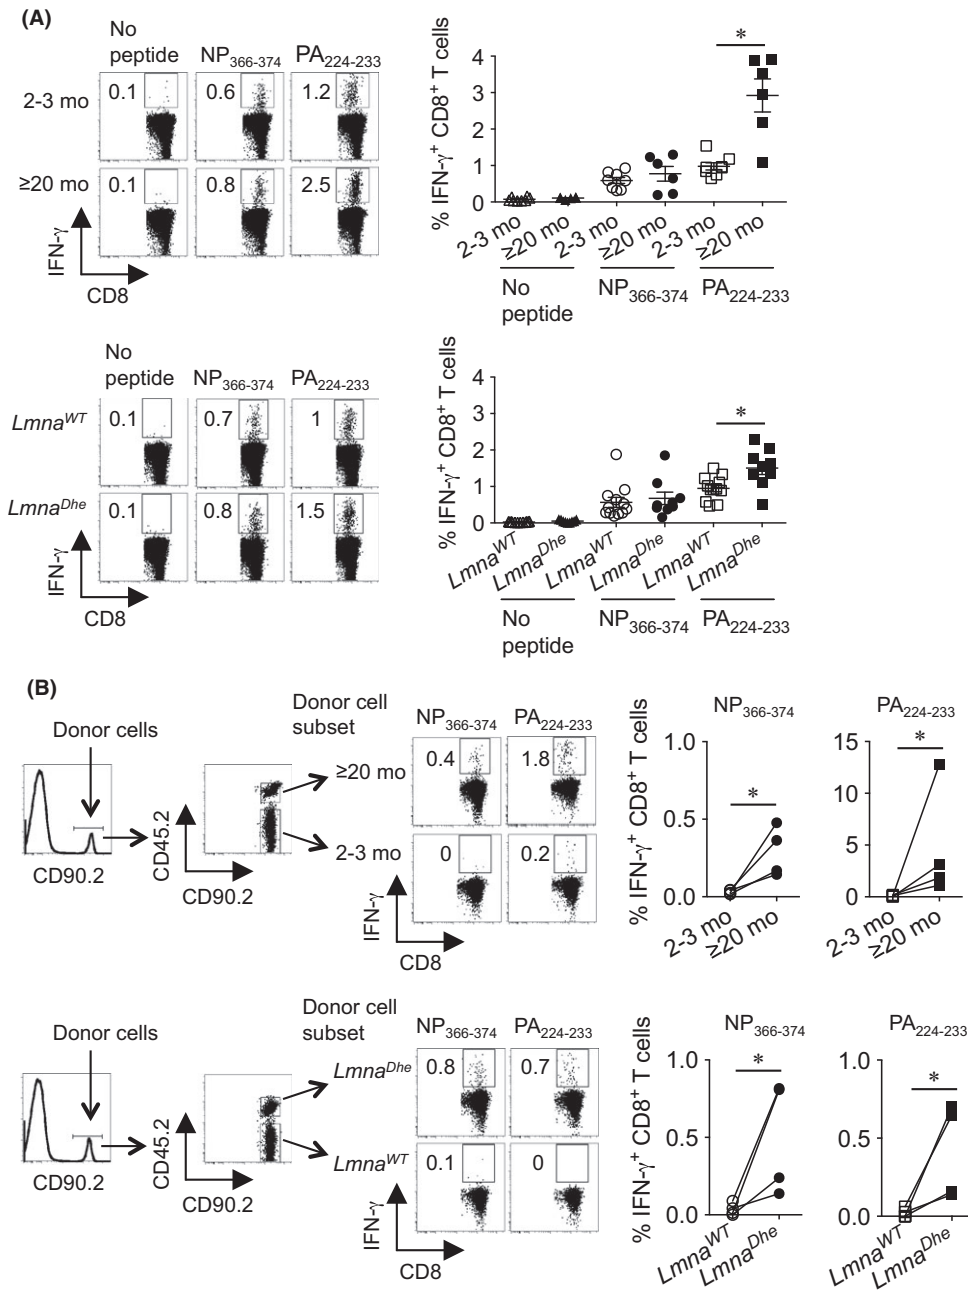 (A)
No
peptide
NP366-374
PA224-233
2-3 mo
0.1
0.6
1.2
≥20 mo
0.1
0.8
2.5
IFN-γ
CD8
% IFN-γ+ CD8+ T cells
4
3
2
1
0
*
2-3 mo
≥20 mo
2-3 mo
≥20 mo
2-3 mo
≥20 mo
No
peptide
NP366-374
PA224-233
No
peptide
NP366-374
PA224-233
LmnaWT
0.1
0.7
1
LmnaDhe
0.1
0.8
1.5
IFN-γ
CD8
% IFN-γ+ CD8+ T cells
4
3
2
1
0
*
LmnaWT
LmnaDhe
LmnaWT
LmnaDhe
LmnaWT
LmnaDhe
No
peptide
NP366-374
PA224-233
(B)
Donor cells
CD90.2
CD45.2
CD90.2
Donor cell
subset
NP366-374
PA224-233
≥20 mo
0.4
1.8
2-3 mo
0
0.2
IFN-γ
CD8
% IFN-γ+ CD8+ T cells
NP366-374
1.0
0.5
0.0
*
2-3 mo
≥20 mo
PA224-233
15
10
5
0
*
2-3 mo
≥20 mo
Donor cells
CD90.2
CD45.2
CD90.2
Donor cell
subset
NP366-374
PA224-233
LmnaDhe
0.8
0.7
LmnaWT
0.1
0
IFN-γ
CD8
% IFN-γ+ CD8+ T cells
NP366-374
1.0
0.5
0.0
*
LmnaWT
LmnaDhe
PA224-233
1.0
0.5
0.0
*
LmnaWT
LmnaDhe